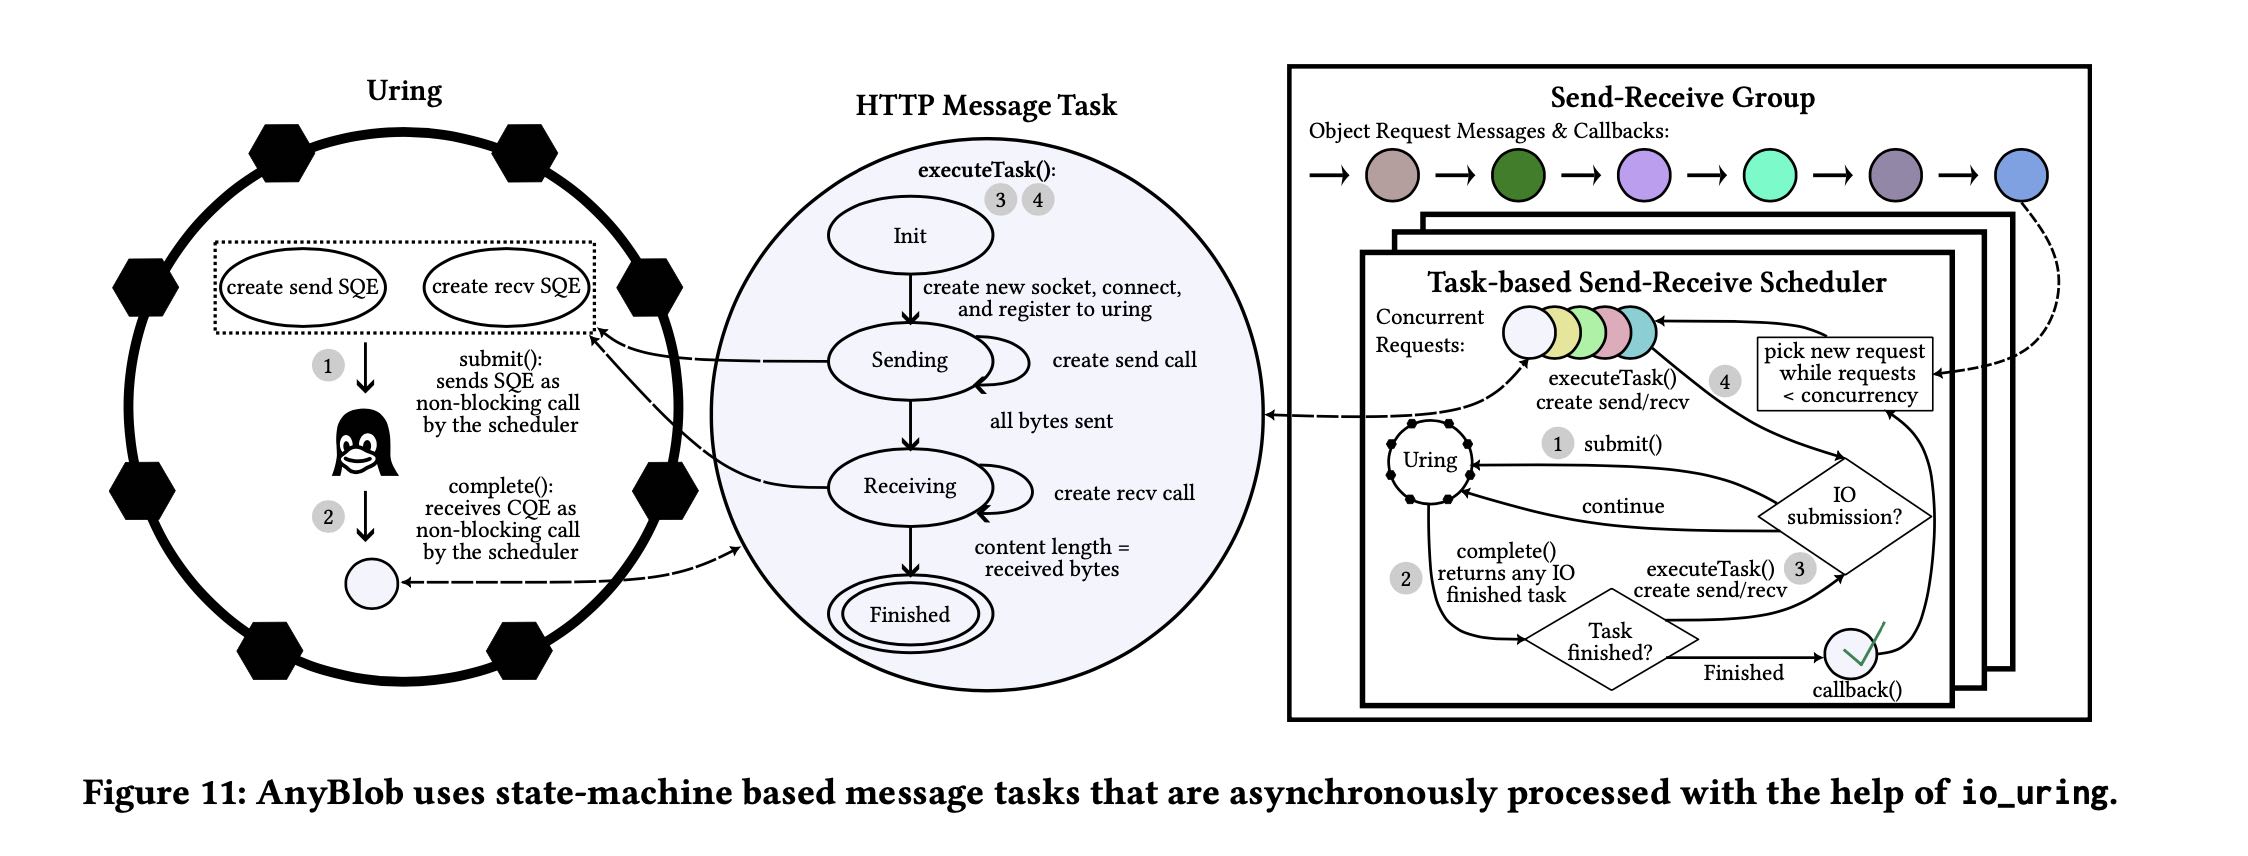 Uring
create send SQE
create recv SQE
1
submit():
sends SQE as
non-blocking call
by the scheduler
2
complete():
receives CQE as
non-blocking call
by the scheduler
HTTP Message Task
executeTask():
3 4
Init
create new socket, connect,
and register to uring
Sending
create send call
all bytes sent
Receiving
create recv call
content length =
received bytes
Finished
Send-Receive Group
Object Request Messages & Callbacks:
Task-based Send-Receive Scheduler
Concurrent
Requests:
pick new request
while requests
< concurrency
executeTask()
create send/recv
4
1 submit()
Uring
continue
IO
submission?
2
complete()
returns any IO
finished task
executeTask()
create send/recv
3
Task
finished?
Finished
callback()
Figure 11: AnyBlob uses state-machine based message tasks that are asynchronously processed with the help of io_uring.